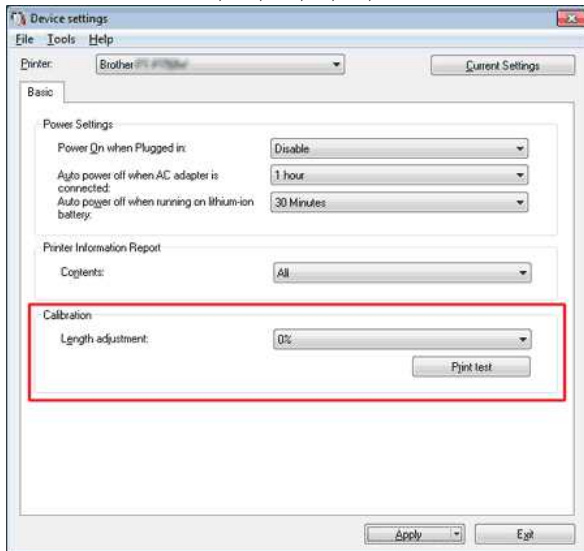 Device settings
File Tools Help
Printer: Brother Current Settings
Basic
Power Settings
Power On when Plugged in: Disable
Auto power off when AC adapter is connected: 1 hour
Auto power off when running on lithium-ion battery: 30 Minutes
Printer Information Report
Contents: All
Calibration
Length adjustment: 0%
Print test
Apply Exit